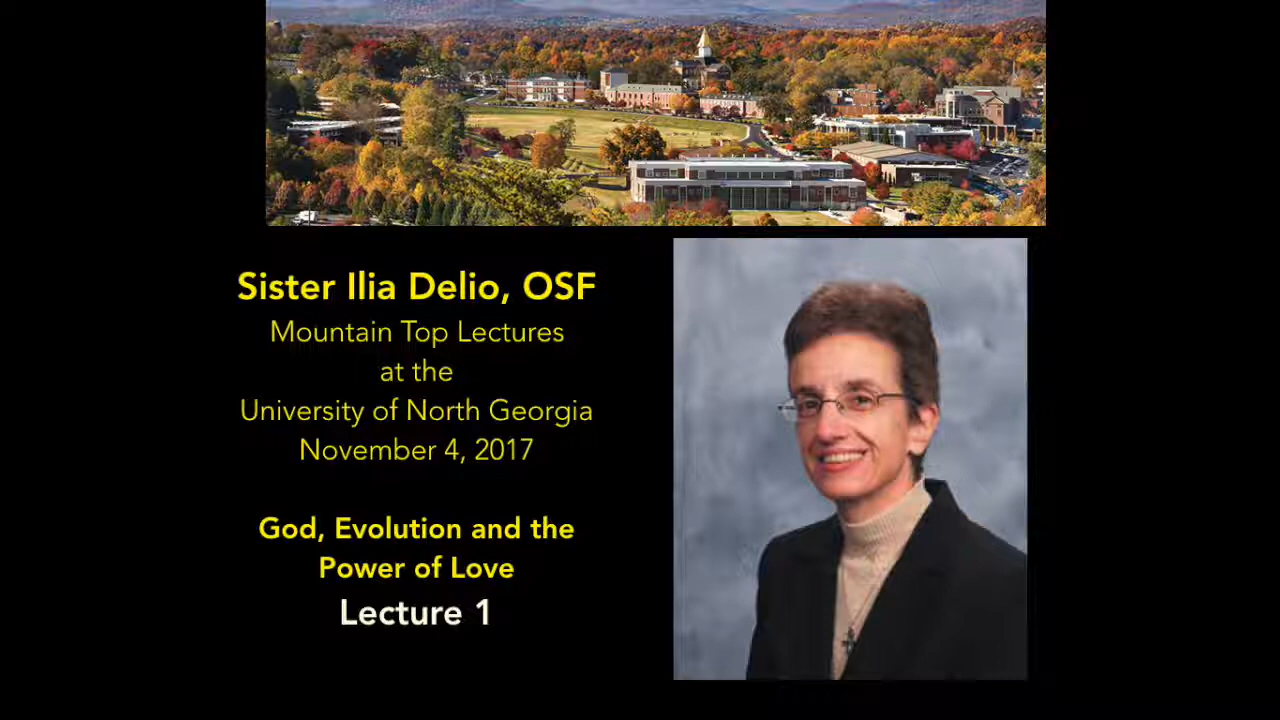 Sister Ilia Delio, OSF
Mountain Top Lectures
at the
University of North Georgia
November 4, 2017
God, Evolution and the
Power of Love
Lecture 1